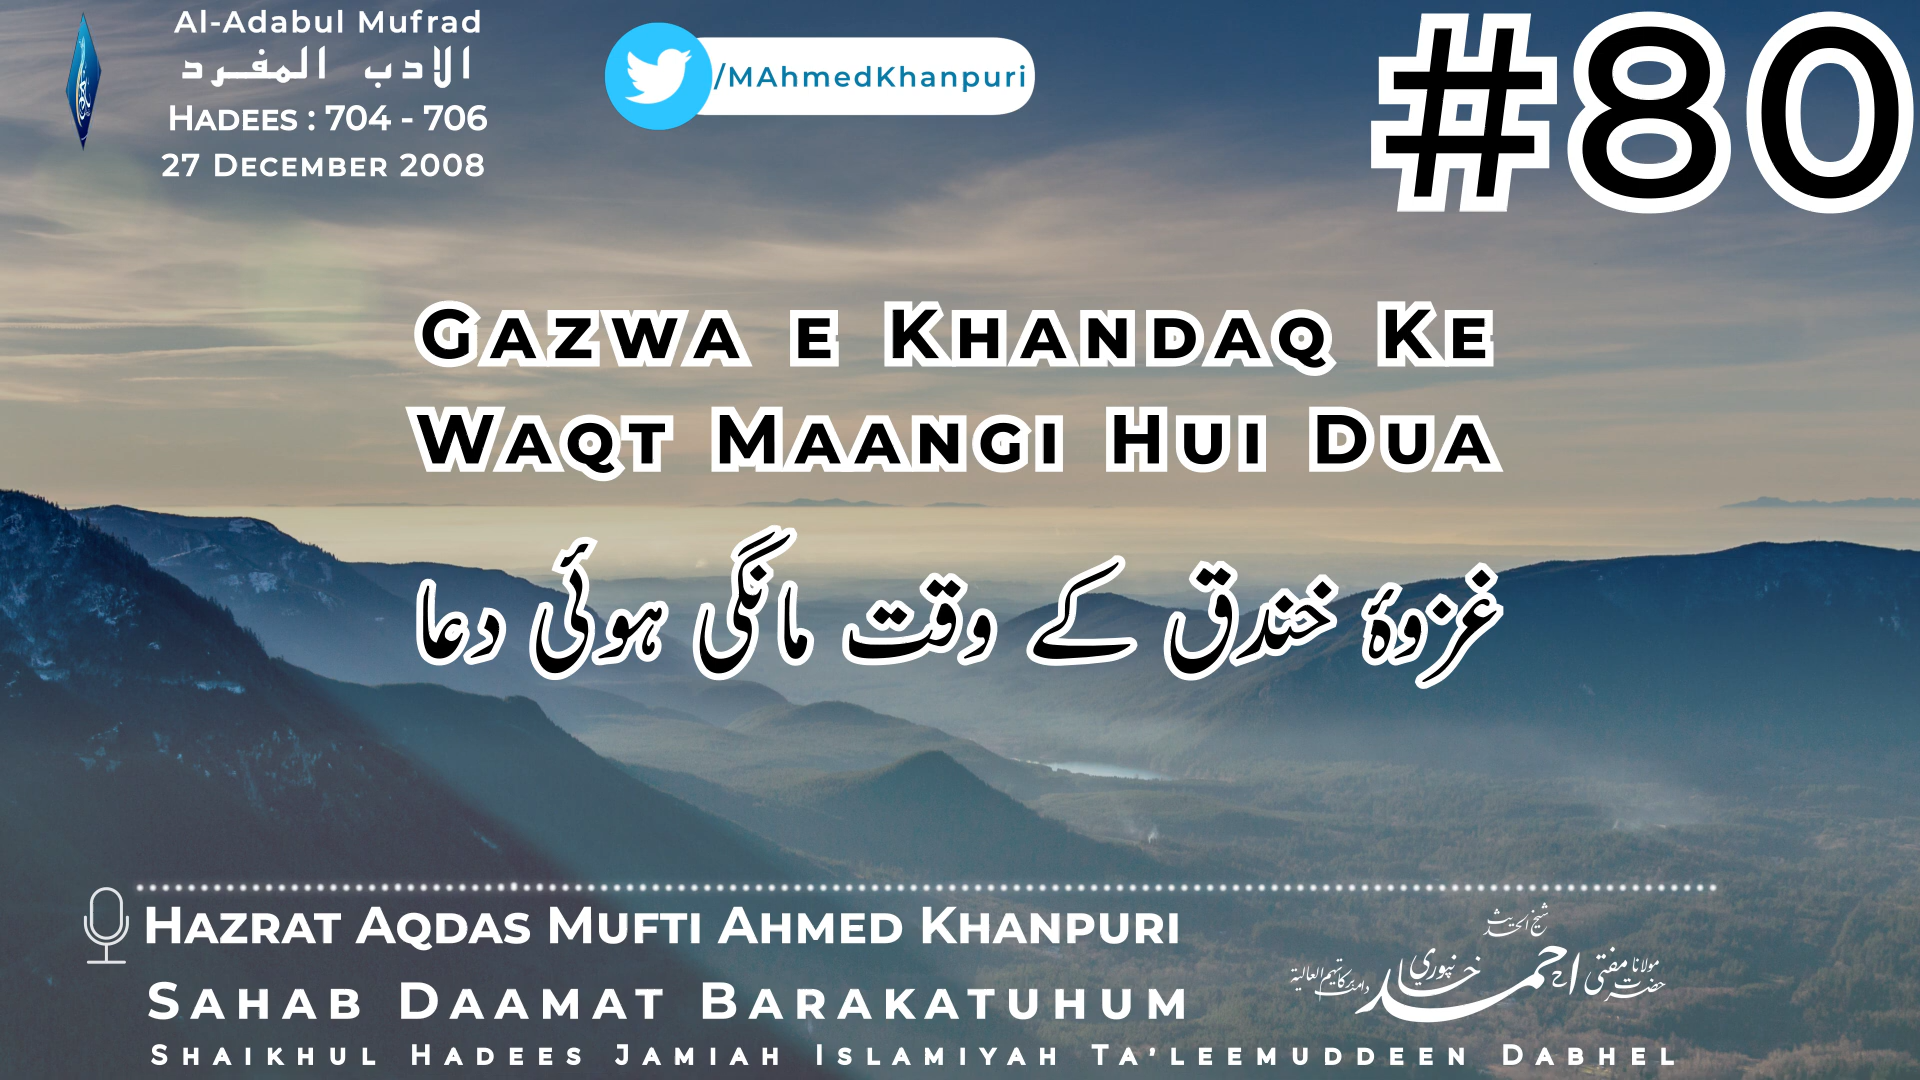 Al-Adabul Mufrad
الادب المفرد
HADEES : 704 - 706
27 DECEMBER 2008
/MAhmedKhanpuri
#80
GAZWA E KHANDAQ KE
WAQT MAANGI HUI DUA
غزوۂ خندق کے وقت مانگی ہوئی دعا
HAZRAT AQDAS MUFTI AHMED KHANPURI
SAHAB DAAMAT BARAKATUHUM
شیخ الحدیث
حضرت مولانا مفتی احمد خانپوری دامت برکاتہم العالیہ
SHAIKHUL HADEES JAMIAH ISLAMIYAH TA'LEEMUDDEEN DABHEL